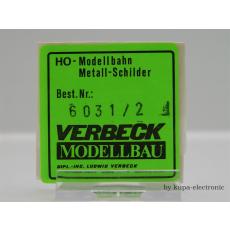 HO-Modellbahn
Metall-Schilder
Best.Nr.:
6031/2
VERBECK
MODELLBAU
DIPL.-ING. LUDWIG VERBECK
by kupa-electronic